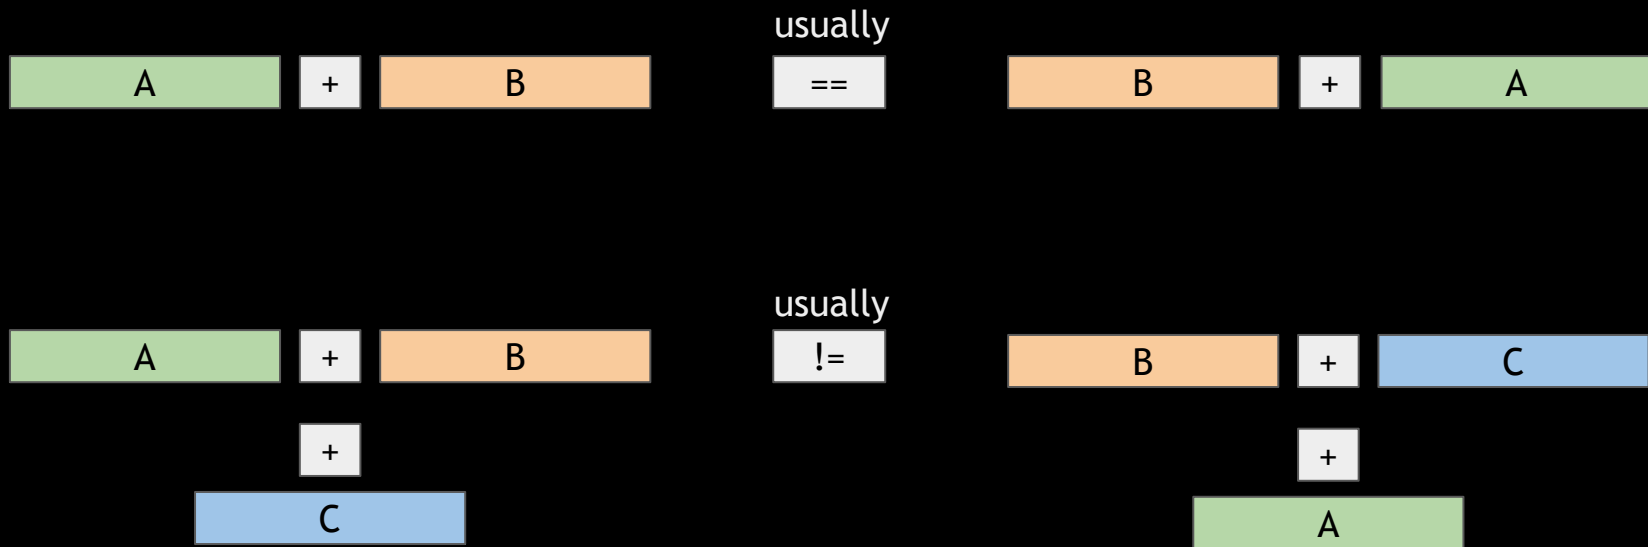 usually
A + B == B + A
usually
A + B != B + C
+ +
C A